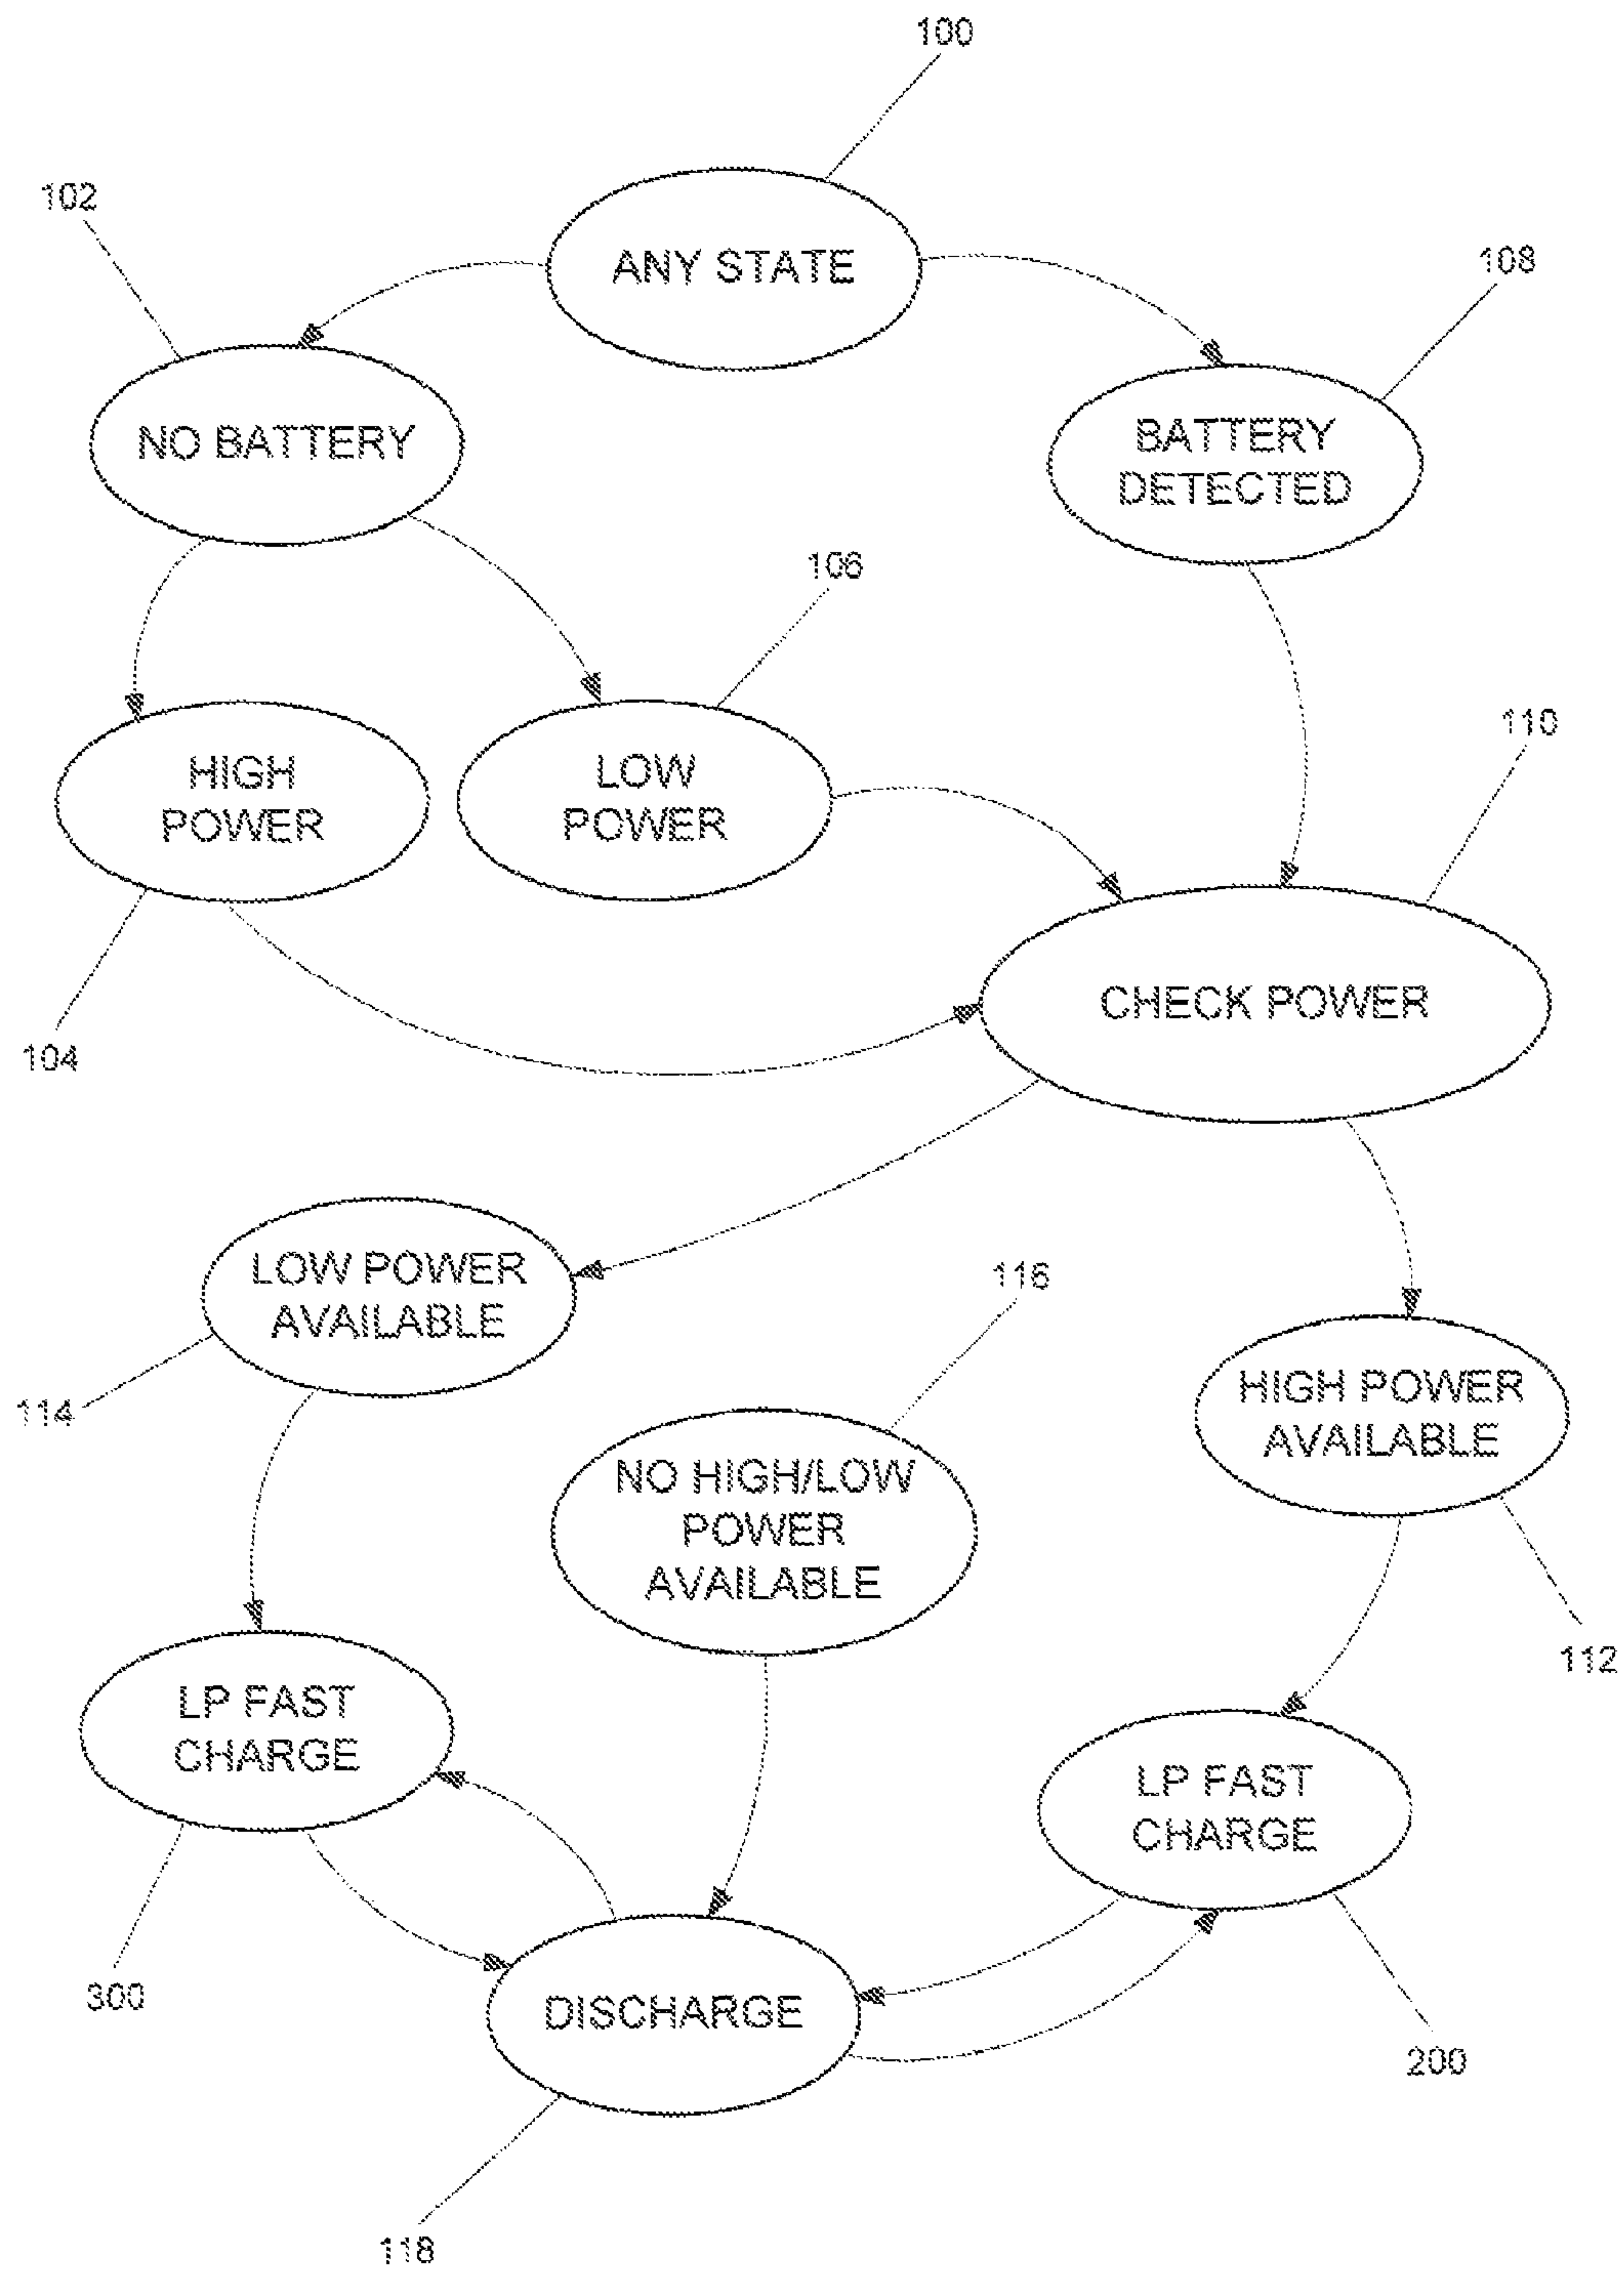 100
102
ANY STATE
108
NO BATTERY
BATTERY
DETECTED
106
110
HIGH
POWER
LOW
POWER
CHECK POWER
104
LOW POWER
AVAILABLE
116
114
HIGH POWER
AVAILABLE
NO HIGH/LOW
POWER
AVAILABLE
112
LP FAST
CHARGE
LP FAST
CHARGE
300
DISCHARGE
200
118